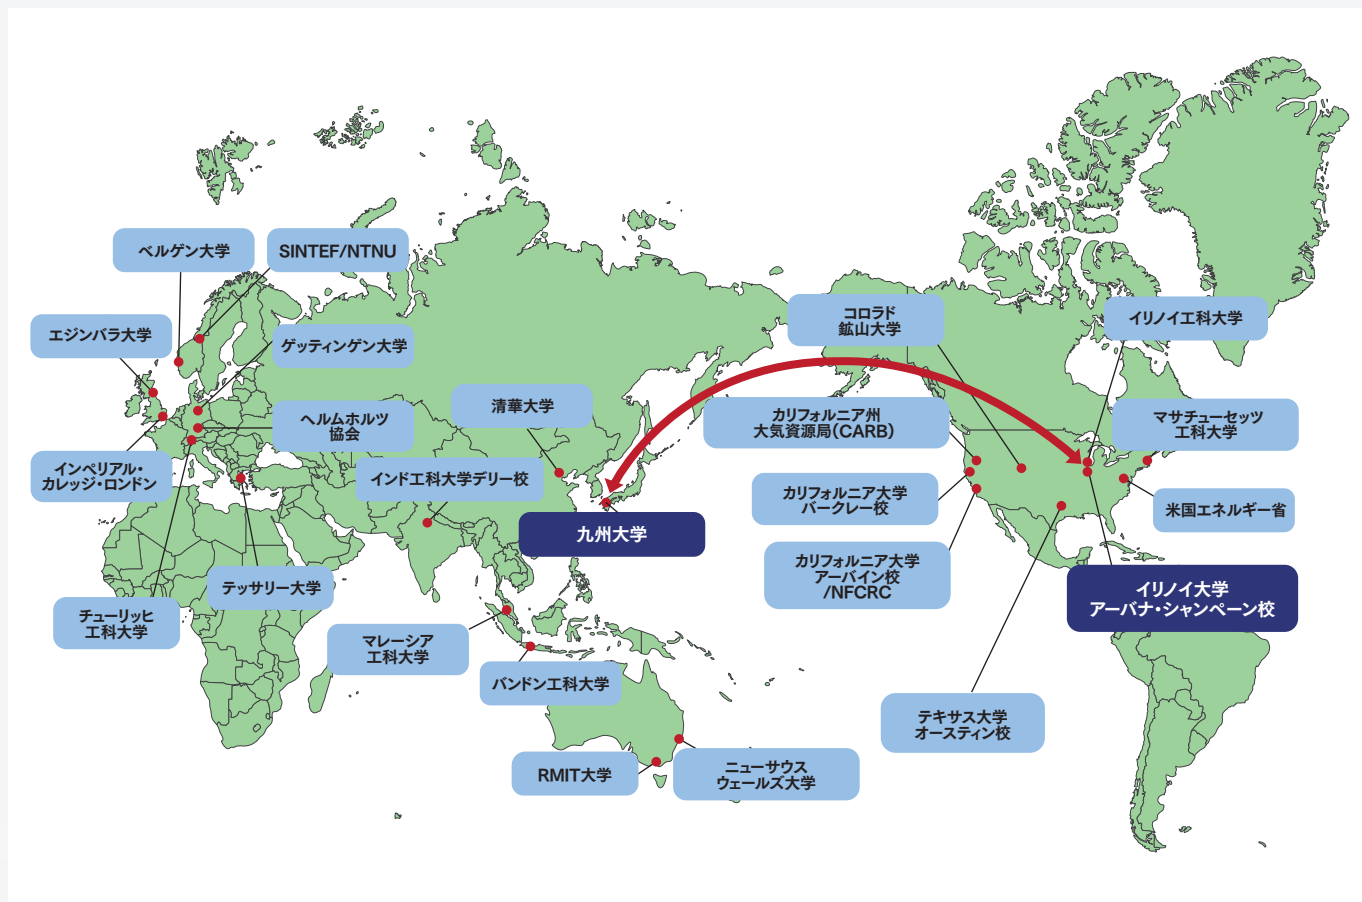 ベルゲン大学
SINTEF/NTNU
エジンバラ大学
ゲッティンゲン大学
ヘルムホルツ
協会
インペリアル・
カレッジ・ロンドン
清華大学
インド工科大学デリー校
九州大学
テッサリー大学
チューリッヒ
工科大学
マレーシア
工科大学
バンドン工科大学
RMIT大学
ニューサウス
ウェールズ大学
コロラド
鉱山大学
イリノイ工科大学
カリフォルニア州
大気資源局(CARB)
マサチューセッツ
工科大学
カリフォルニア大学
バークレー校
米国エネルギー省
カリフォルニア大学
アーバイン校
/NFCRC
イリノイ大学
アーバナ・シャンペーン校
テキサス大学
オースティン校